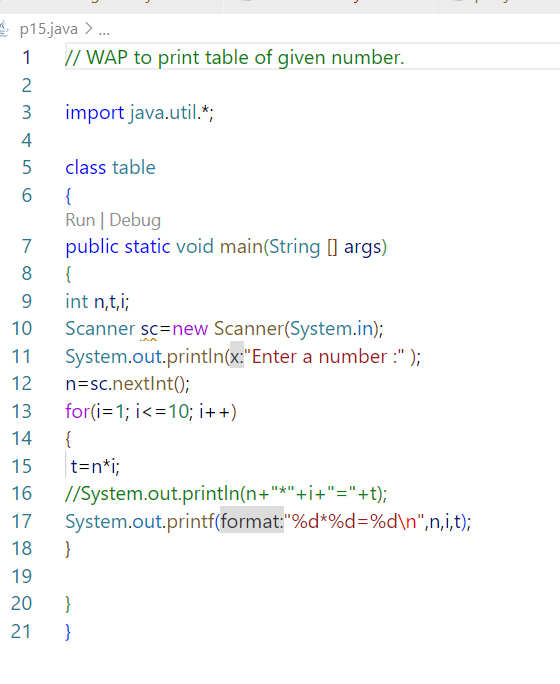 p15.java > ...
1 // WAP to print table of given number.
2
3 import java.util.*;
4
5 class table
6 {
Run | Debug
7 public static void main(String [] args)
8 {
9 int n,t,i;
10 Scanner sc=new Scanner(System.in);
11 System.out.println(x:"Enter a number :" );
12 n=sc.nextInt();
13 for(i=1; i<=10; i++)
14 {
15 t=n*i;
16 //System.out.println(n+"*"+i+"="+t);
17 System.out.printf(format:"%d*%d=%d\n",n,i,t);
18 }
19
20 }
21 }